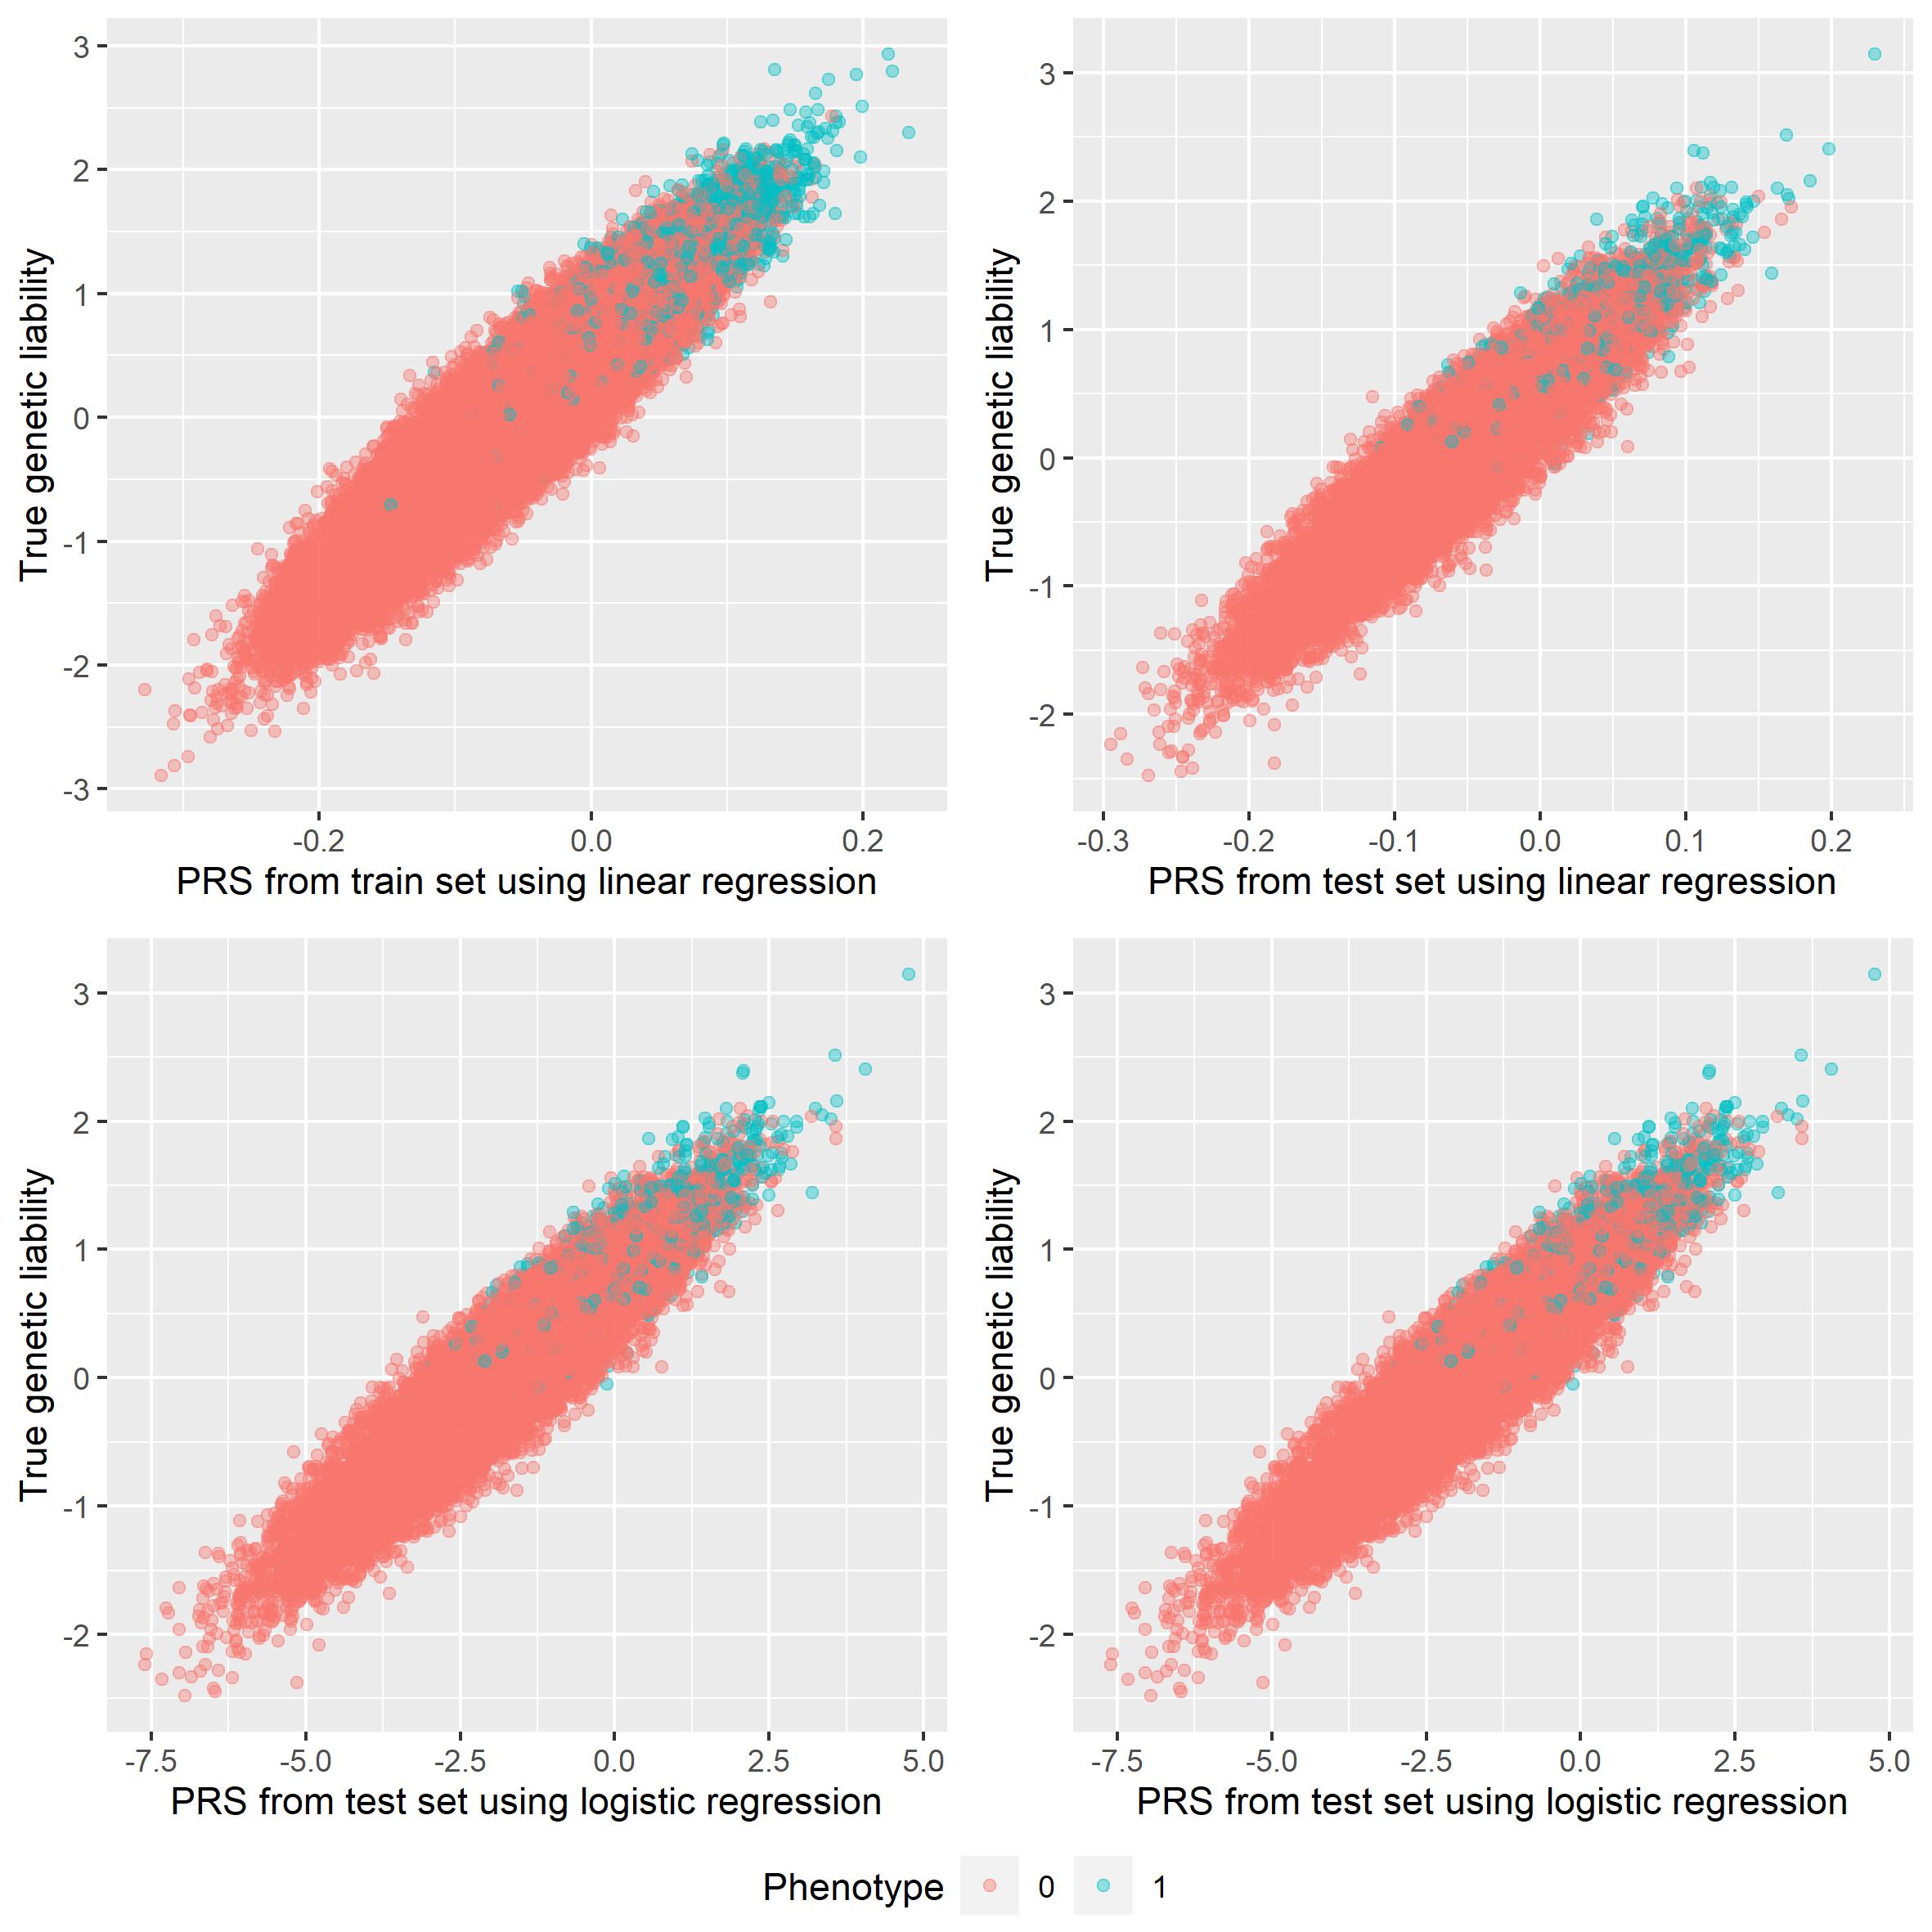 3
2
1
0
-1
-2
-3
True genetic liability
-0.2 0.0 0.2
PRS from train set using linear regression
3
2
1
0
-1
-2
True genetic liability
-0.3 -0.2 -0.1 0.0 0.1 0.2
PRS from test set using linear regression
3
2
1
0
-1
-2
True genetic liability
-7.5 -5.0 -2.5 0.0 2.5 5.0
PRS from test set using logistic regression
3
2
1
0
-1
-2
True genetic liability
-7.5 -5.0 -2.5 0.0 2.5 5.0
PRS from test set using logistic regression
Phenotype 0 1